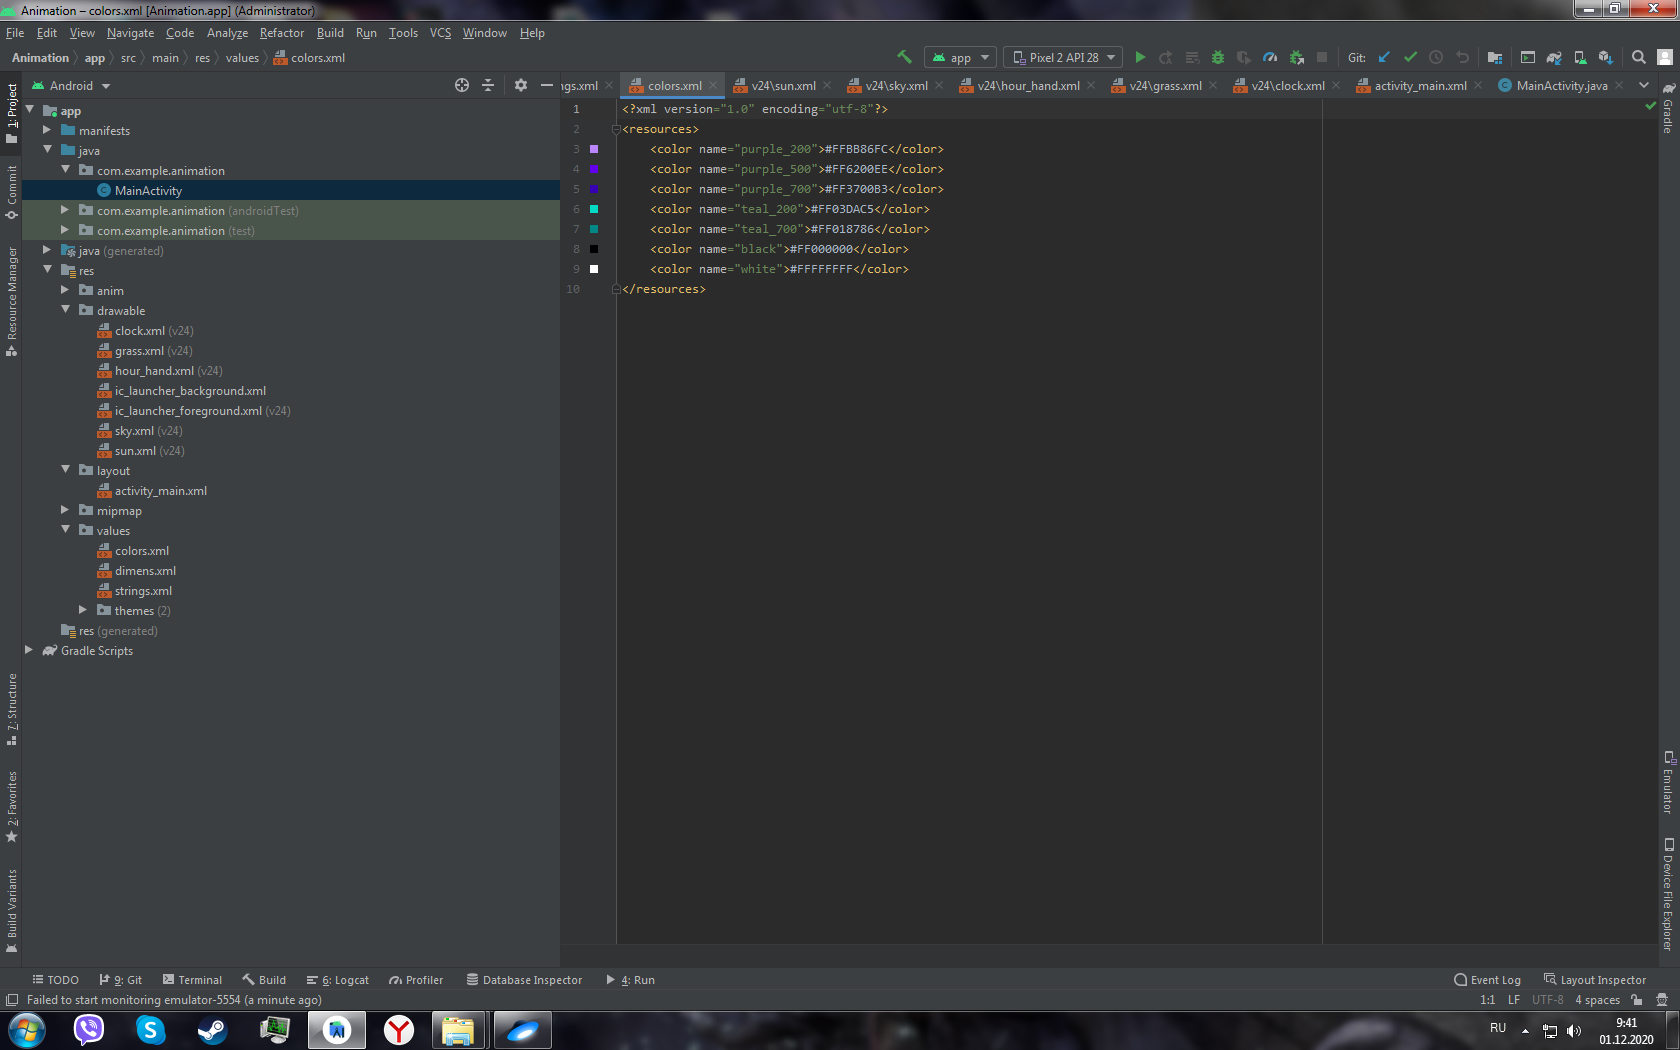 Animation – colors.xml [Animation.app] (Administrator)
File Edit View Navigate Code Analyze Refactor Build Run Tools VCS Window Help
Animation app src main res values colors.xml
app Pixel 2 API 28 Git:
Android
ngs.xml colors.xml v24\sun.xml v24\sky.xml v24\hour_hand.xml v24\grass.xml v24\clock.xml activity_main.xml MainActivity.java
1: Project
Commit
Resource Manager
7: Structure
2: Favorites
Build Variants
app
manifests
java
com.example.animation
MainActivity
com.example.animation (androidTest)
com.example.animation (test)
java (generated)
res
anim
drawable
clock.xml (v24)
grass.xml (v24)
hour_hand.xml (v24)
ic_launcher_background.xml
ic_launcher_foreground.xml (v24)
sky.xml (v24)
sun.xml (v24)
layout
activity_main.xml
mipmap
values
colors.xml
dimens.xml
strings.xml
themes (2)
res (generated)
Gradle Scripts
1 <?xml version="1.0" encoding="utf-8"?>
2 <resources>
3 <color name="purple_200">#FFBB86FC</color>
4 <color name="purple_500">#FF6200EE</color>
5 <color name="purple_700">#FF3700B3</color>
6 <color name="teal_200">#FF03DAC5</color>
7 <color name="teal_700">#FF018786</color>
8 <color name="black">#FF000000</color>
9 <color name="white">#FFFFFFFF</color>
10 </resources>
Gradle
Emulator
Device File Explorer
TODO 9: Git Terminal Build 6: Logcat Profiler Database Inspector 4: Run Event Log Layout Inspector
Failed to start monitoring emulator-5554 (a minute ago) 1:1 LF UTF-8 4 spaces
RU 9:41
01.12.2020